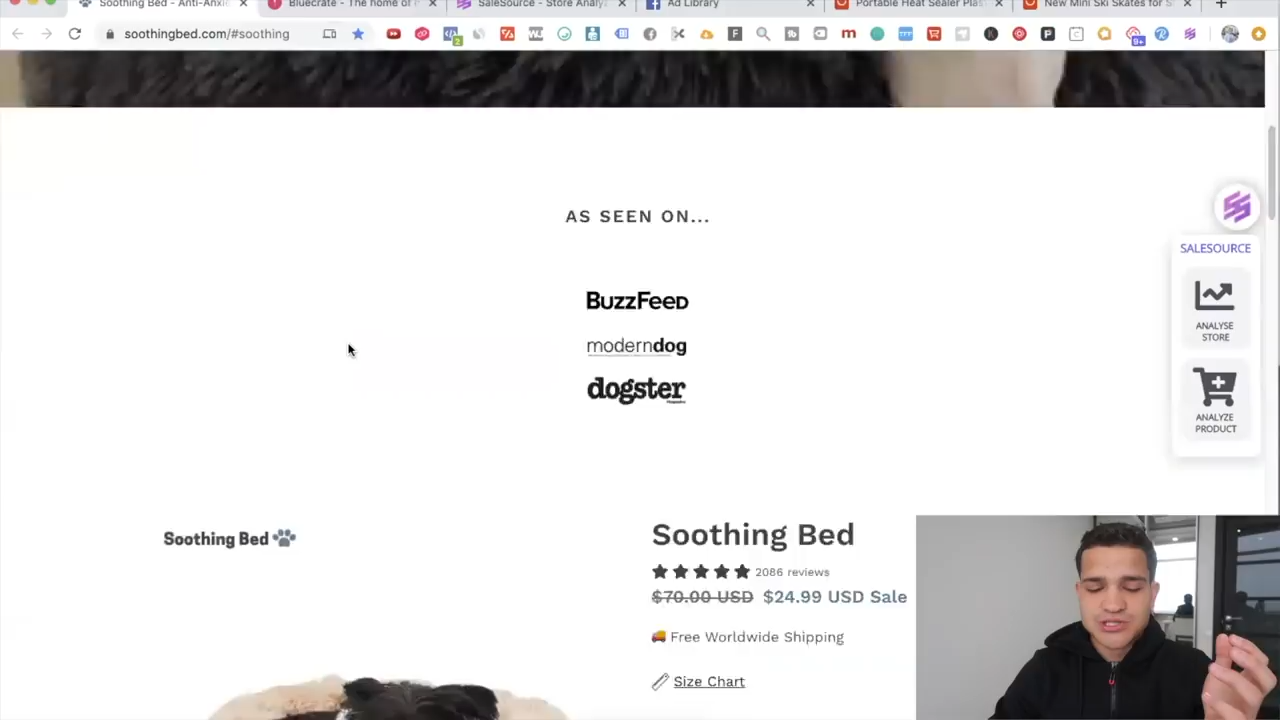 Soothing Bed - Anti-Anxi
Bluecrate - The home of
SaleSource - Store Analy
Ad Library
Portable Heat Sealer Plas
New Mini Ski Skates for S
soothingbed.com/#soothing
AS SEEN ON...
BuzzFeed
moderndog
dogster
SALESOURCE
ANALYSE
STORE
ANALYZE
PRODUCT
Soothing Bed
Soothing Bed
2086 reviews
$70.00 USD $24.99 USD Sale
Free Worldwide Shipping
Size Chart